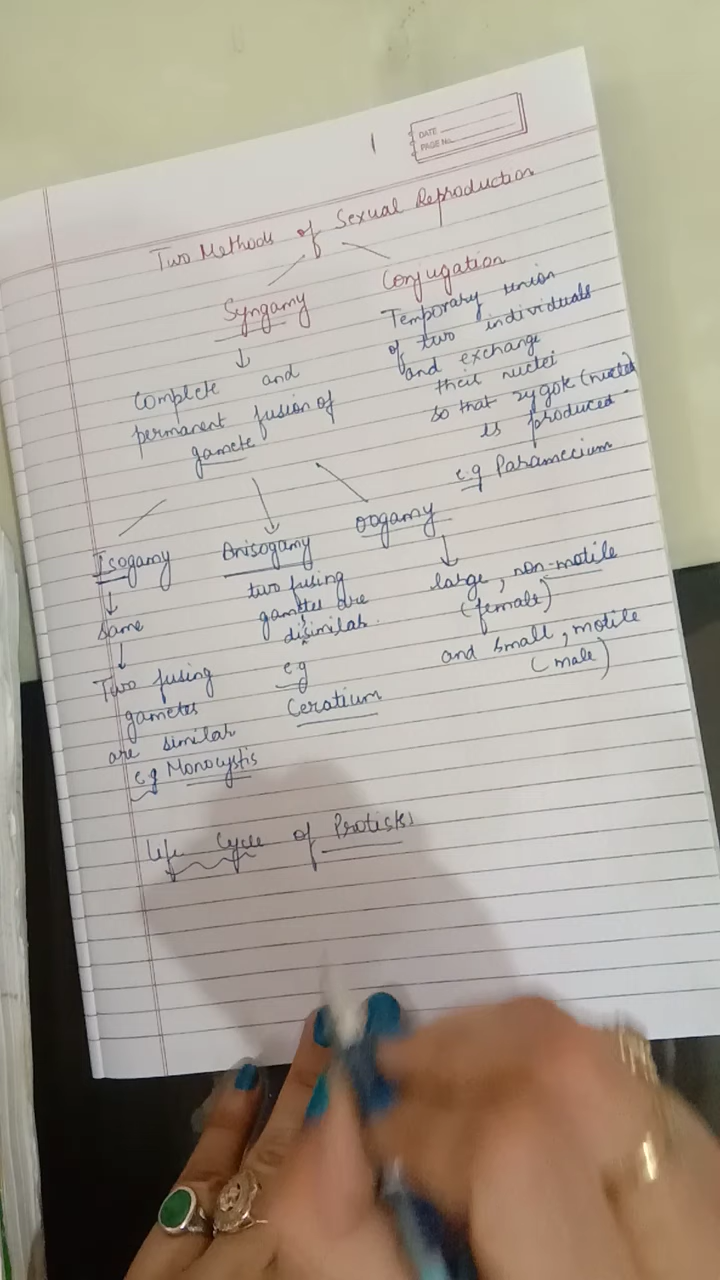 1
DATE
PAGE No.
Two Methods of Sexual Reproduction
Syngamy
Complete and
permanent fusion of
gamete
Conjugation
Temporary union
of two individuals
and exchange
their nuclei
so that zygote (nuclei)
is produced
e.g Paramecium
Isogamy
Same
Two fusing
gametes
are similar
e.g Monocystis
Anisogamy
two fusing
gametes are
disimilar.
eg
Ceratium
oogamy
large, non-motile
(female)
and small, motile
(male)
Life Cycle of Protists